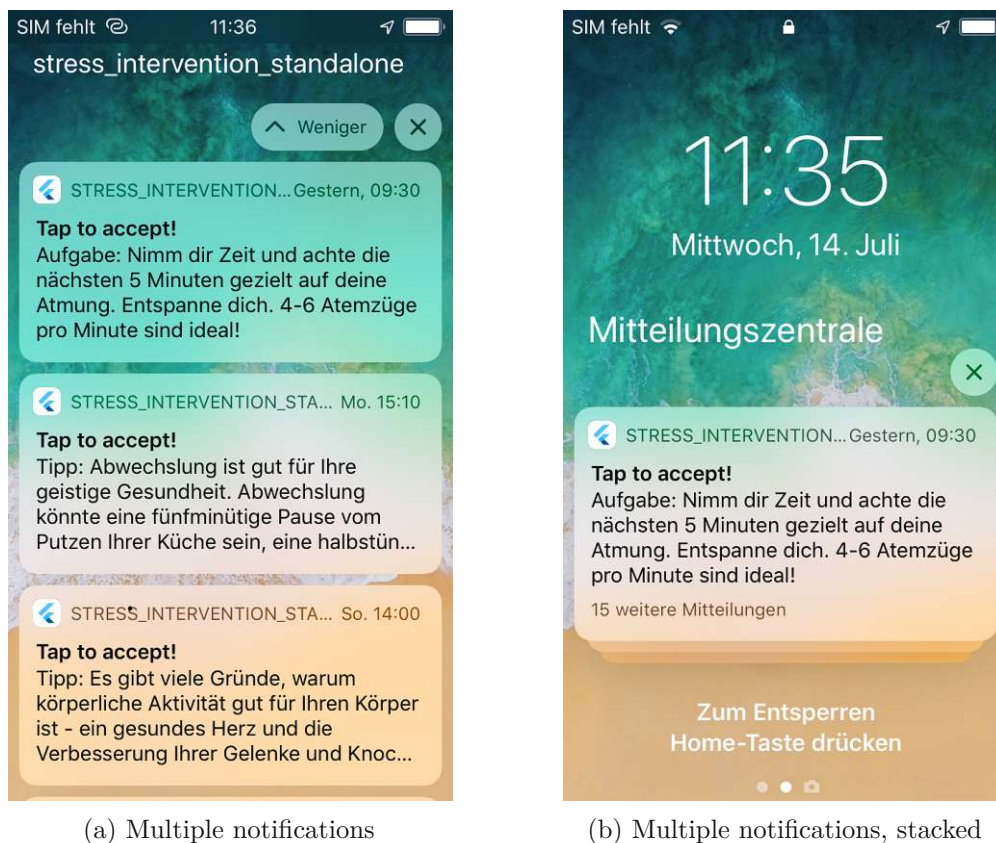 SIM fehlt 11:36
stress_intervention_standalone
Weniger
STRESS_INTERVENTION... Gestern, 09:30
Tap to accept!
Aufgabe: Nimm dir Zeit und achte die
nächsten 5 Minuten gezielt auf deine
Atmung. Entspanne dich. 4-6 Atemzüge
pro Minute sind ideal!
STRESS_INTERVENTION_STA... Mo. 15:10
Tap to accept!
Tipp: Abwechslung ist gut für Ihre
geistige Gesundheit. Abwechslung
könnte eine fünfminütige Pause vom
Putzen Ihrer Küche sein, eine halbstün...
STRESS_INTERVENTION_STA... So. 14:00
Tap to accept!
Tipp: Es gibt viele Gründe, warum
körperliche Aktivität gut für Ihren Körper
ist - ein gesundes Herz und die
Verbesserung Ihrer Gelenke und Knoc...
(a) Multiple notifications
SIM fehlt
11:35
Mittwoch, 14. Juli
Mitteilungszentrale
STRESS_INTERVENTION... Gestern, 09:30
Tap to accept!
Aufgabe: Nimm dir Zeit und achte die
nächsten 5 Minuten gezielt auf deine
Atmung. Entspanne dich. 4-6 Atemzüge
pro Minute sind ideal!
15 weitere Mitteilungen
Zum Entsperren
Home-Taste drücken
(b) Multiple notifications, stacked